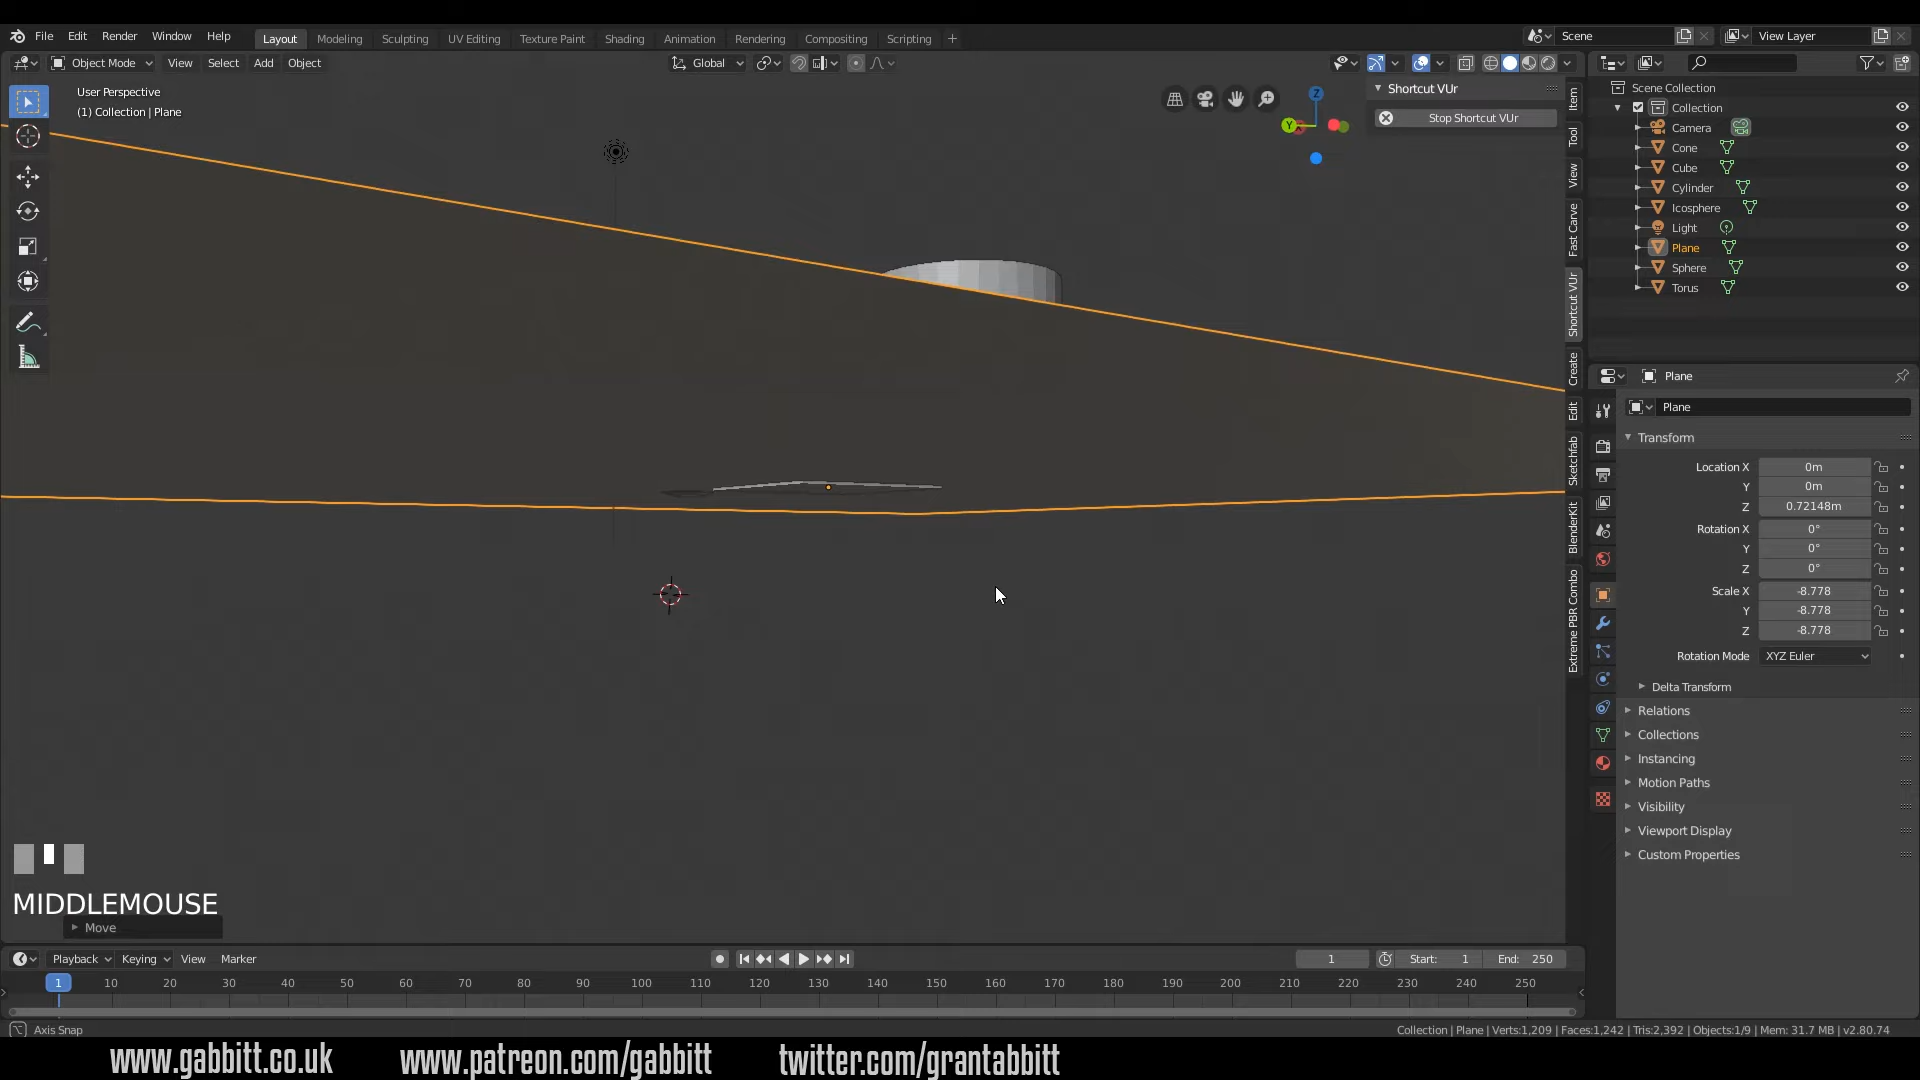 File Edit Render Window Help Layout Modeling Sculpting UV Editing Texture Paint Shading Animation Rendering Compositing Scripting + Scene View Layer
Object Mode View Select Add Object Global
User Perspective
(1) Collection | Plane
Z
Y
Shortcut VUr
Stop Shortcut VUr
Item
Tool
View
Fast Carve
Shortcut VUr
Create
Edit
Sketchfab
BlenderKit
Extreme PBR Combo
Scene Collection
Collection
Camera
Cone
Cube
Cylinder
Icosphere
Light
Plane
Sphere
Torus
Plane
Plane
Transform
Location X 0m
Y 0m
Z 0.72148m
Rotation X 0°
Y 0°
Z 0°
Scale X -8.778
Y -8.778
Z -8.778
Rotation Mode XYZ Euler
Delta Transform
Relations
Collections
Instancing
Motion Paths
Visibility
Viewport Display
Custom Properties
MIDDLEMOUSE
Move
Playback Keying View Marker 1 Start: 1 End: 250
1 10 20 30 40 50 60 70 80 90 100 110 120 130 140 150 160 170 180 190 200 210 220 230 240 250
Axis Snap Collection | Plane | Verts:1,209 | Faces:1,242 | Tris:2,392 | Objects:1/9 | Mem: 31.7 MB | v2.80.74
www.gabbitt.co.uk www.patreon.com/gabbitt twitter.com/grantabbitt